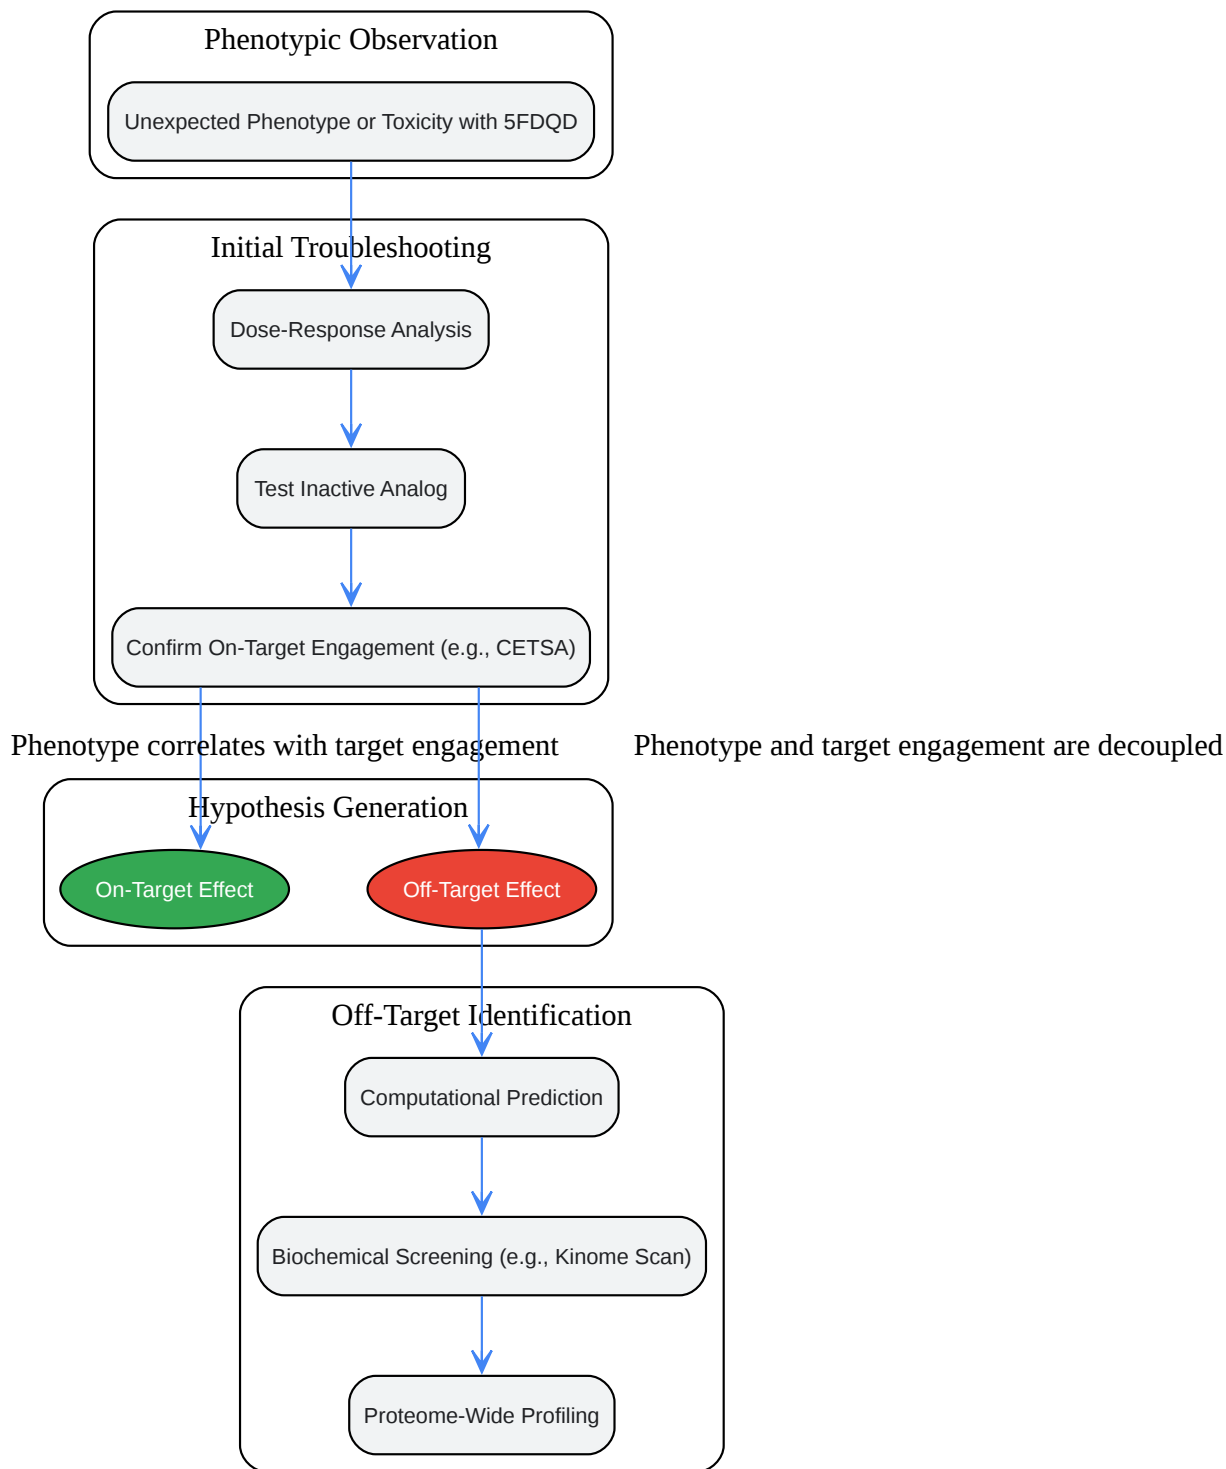 Phenotypic Observation
Unexpected Phenotype or Toxicity with 5FDQD
Initial Troubleshooting
Dose-Response Analysis
Test Inactive Analog
Confirm On-Target Engagement (e.g., CETSA)
Phenotype correlates with target engagement
Phenotype and target engagement are decoupled
Hypothesis Generation
On-Target Effect
Off-Target Effect
Off-Target Identification
Computational Prediction
Biochemical Screening (e.g., Kinome Scan)
Proteome-Wide Profiling